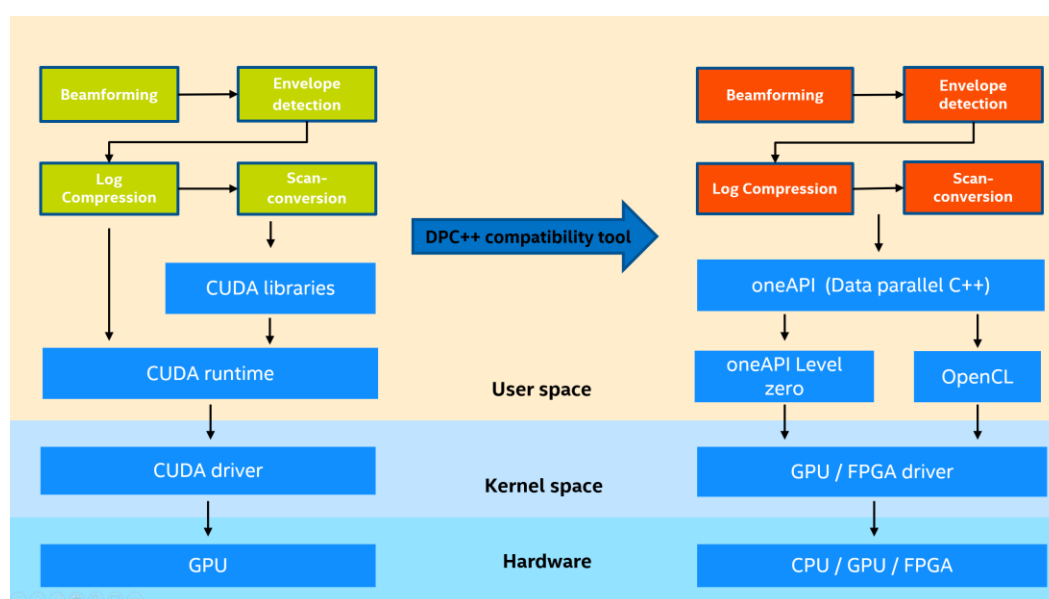 Beamforming
Envelope
detection
Log
Compression
Scan-
conversion
CUDA libraries
CUDA runtime
CUDA driver
GPU
DPC++ compatibility tool
User space
Kernel space
Hardware
Beamforming
Envelope
detection
Log Compression
Scan-
conversion
oneAPI (Data parallel C++)
oneAPI Level
zero
OpenCL
GPU / FPGA driver
CPU / GPU / FPGA